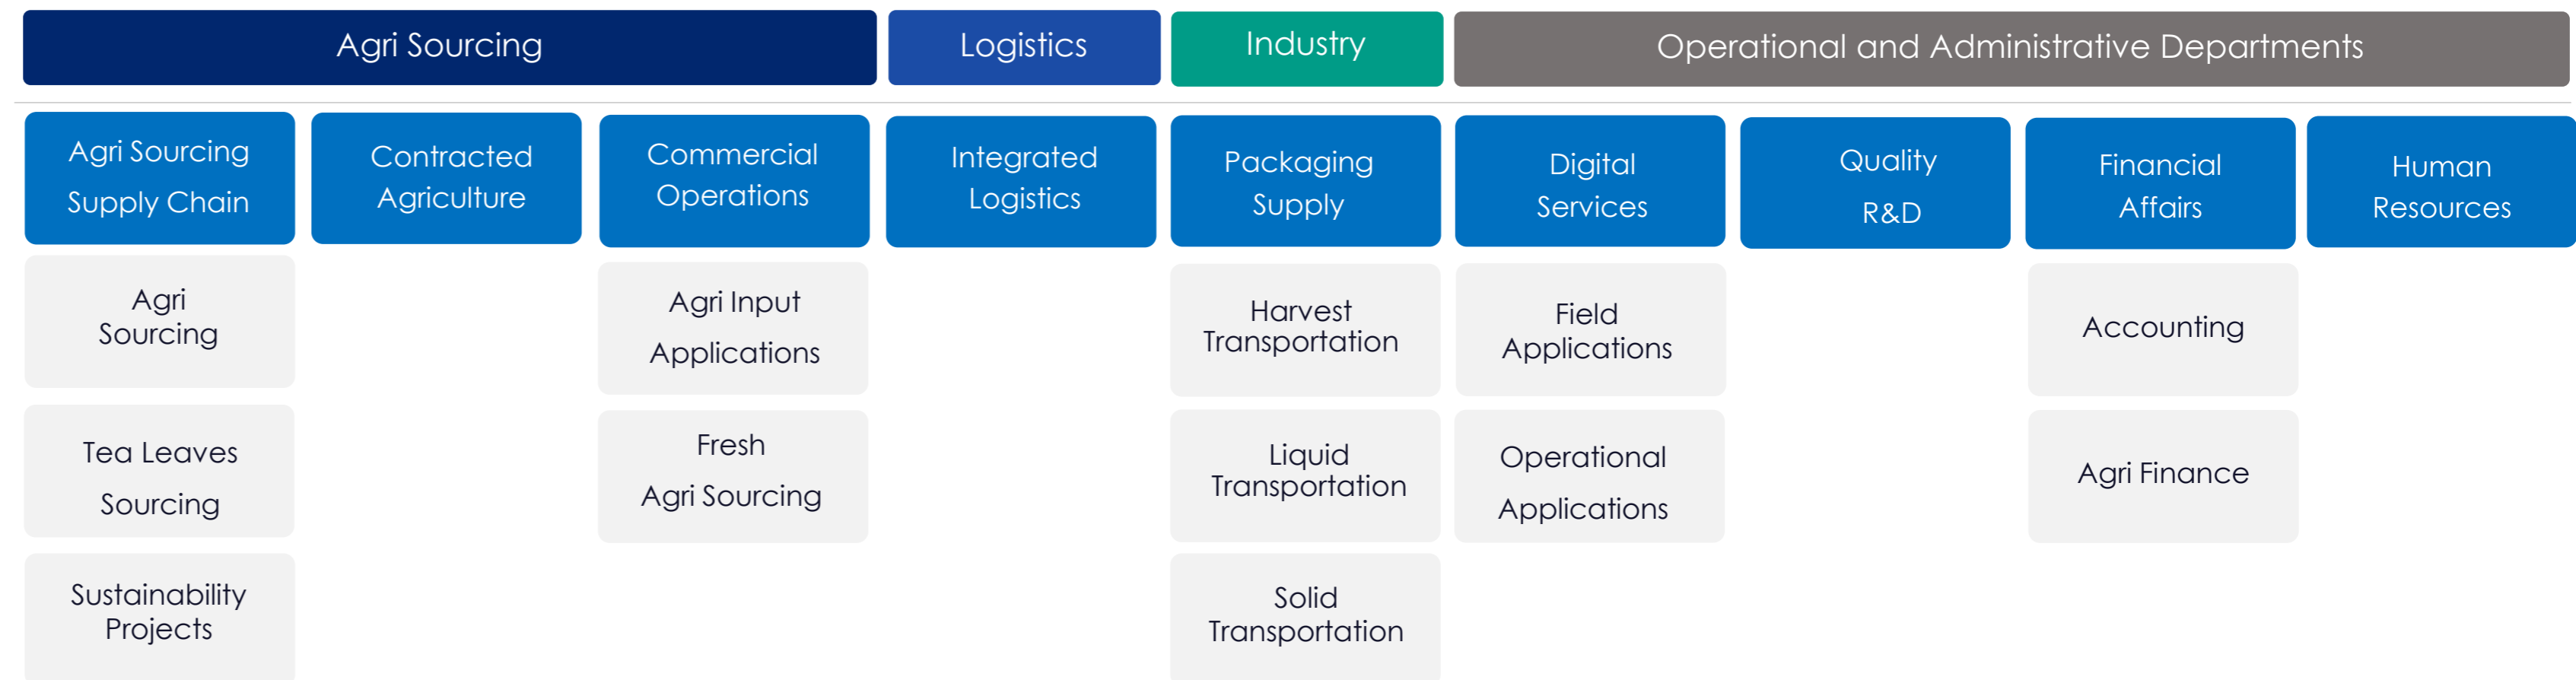 Agri Sourcing
Logistics
Industry
Operational and Administrative Departments
Agri Sourcing
Supply Chain
Contracted
Agriculture
Commercial
Operations
Integrated
Logistics
Packaging
Supply
Digital
Services
Quality
R&D
Financial
Affairs
Human
Resources
Agri
Sourcing
Agri Input
Applications
Harvest
Transportation
Field
Applications
Accounting
Tea Leaves
Sourcing
Fresh
Agri Sourcing
Liquid
Transportation
Operational
Applications
Agri Finance
Sustainability
Projects
Solid
Transportation